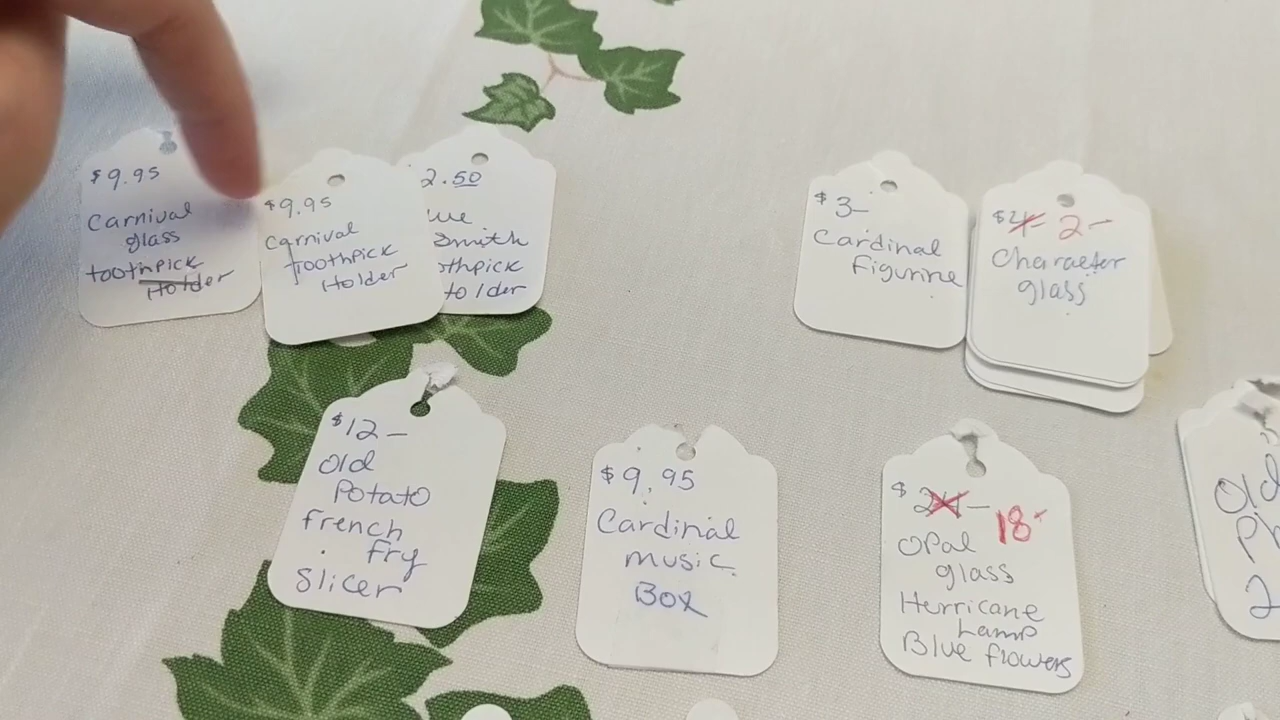 $9.95
Carnival
glass
toothpick
Holder
$9.95
Carnival
Toothpick
Holder
2.50
Smith
Holder
$3-
Cardinal
Figurine
2-
Character
glass
$12-
Old
Potato
french
fry
Slicer
$9.95
Cardinal
music
Box
$ 18-
Opal
glass
Hurricane
Lamp
Blue flowers
Old
2